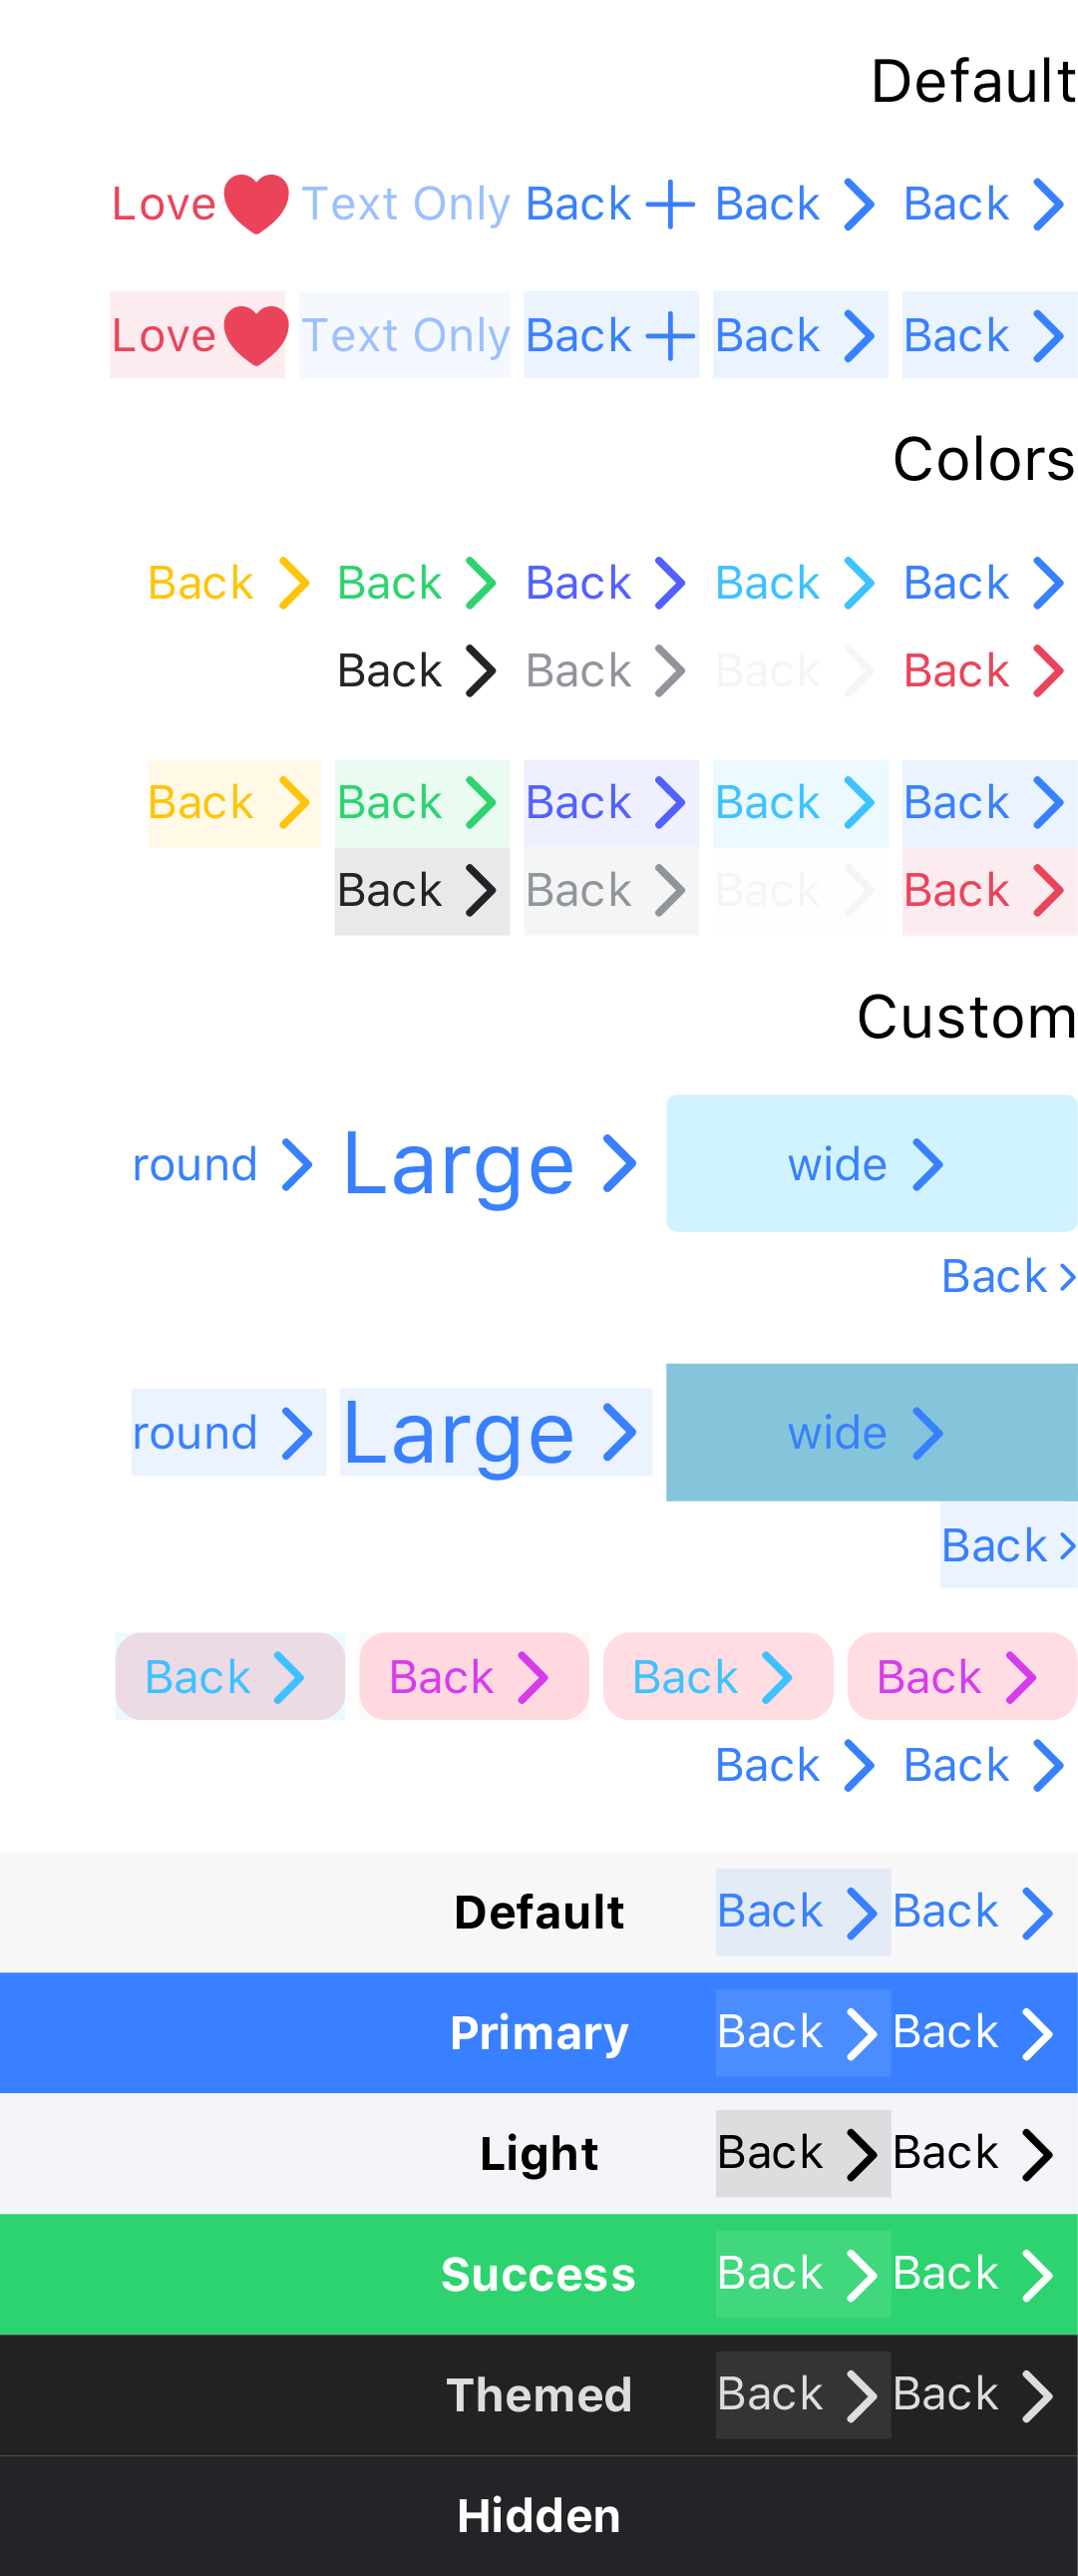 Default
Love Text Only Back Back Back
Love Text Only Back Back Back
Colors
Back Back Back Back Back
Back Back Back Back
Back Back Back Back Back
Back Back Back Back
Custom
round Large wide
Back
round Large wide
Back
Back Back Back Back
Back Back
Default Back Back
Primary Back Back
Light Back Back
Success Back Back
Themed Back Back
Hidden